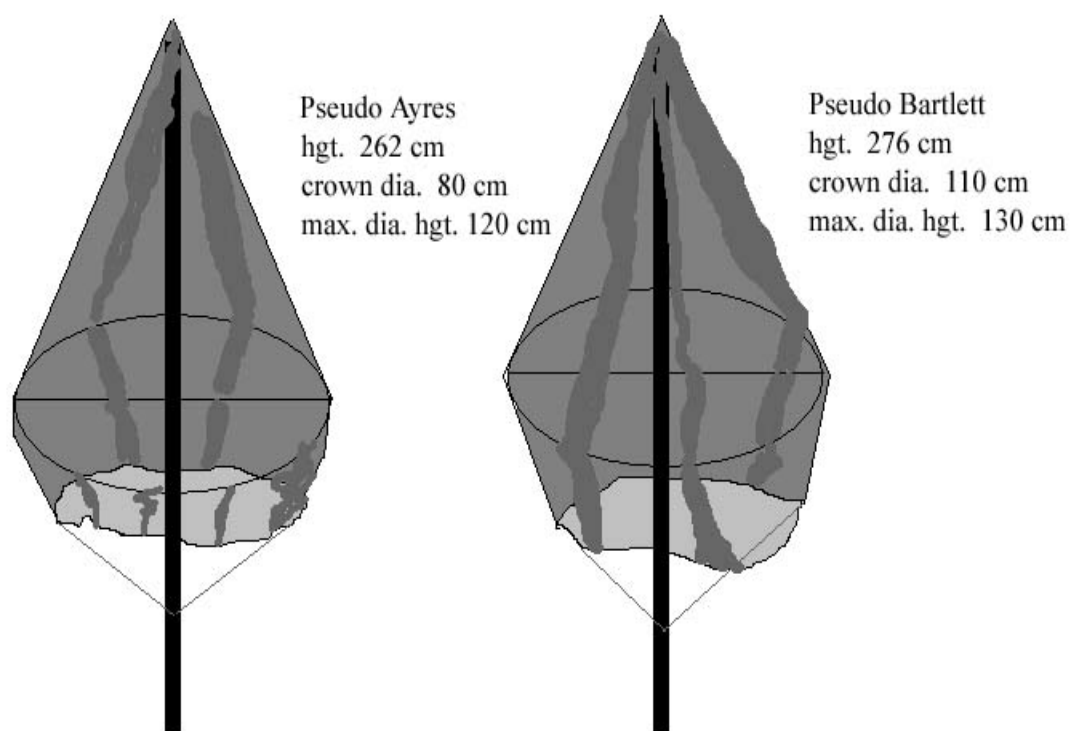 Pseudo Ayres
hgt. 262 cm
crown dia. 80 cm
max. dia. hgt. 120 cm
Pseudo Bartlett
hgt. 276 cm
crown dia. 110 cm
max. dia. hgt. 130 cm